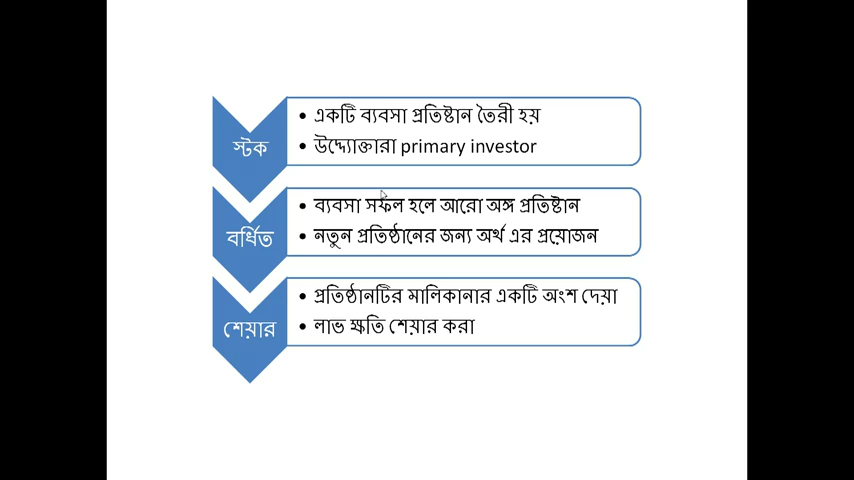 স্টক
• একটি ব্যবসা প্রতিষ্টান তৈরী হয়
• উদ্দ্যোক্তারা primary investor
বর্ধিত
• ব্যবসা সফল হলে আরো অঙ্গ প্রতিষ্টান
• নতুন প্রতিষ্ঠানের জন্য অর্থ এর প্রয়োজন
শেয়ার
• প্রতিষ্ঠানটির মালিকানার একটি অংশ দেয়া
• লাভ ক্ষতি শেয়ার করা